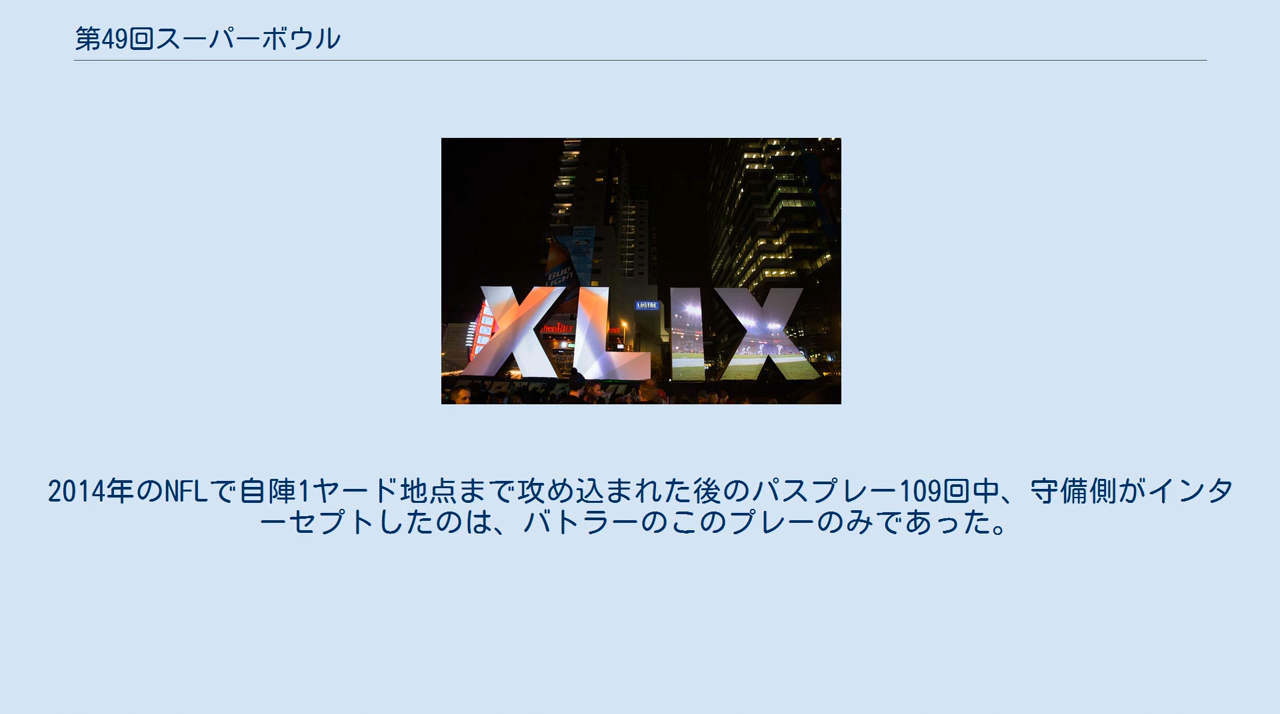 第49回スーパーボウル
BUD
LIGHT
LUSTRE
XLIX
2014年のNFLで自陣1ヤード地点まで攻め込まれた後のパスプレー109回中、守備側がインタ
ーセプトしたのは、バトラーのこのプレーのみであった。